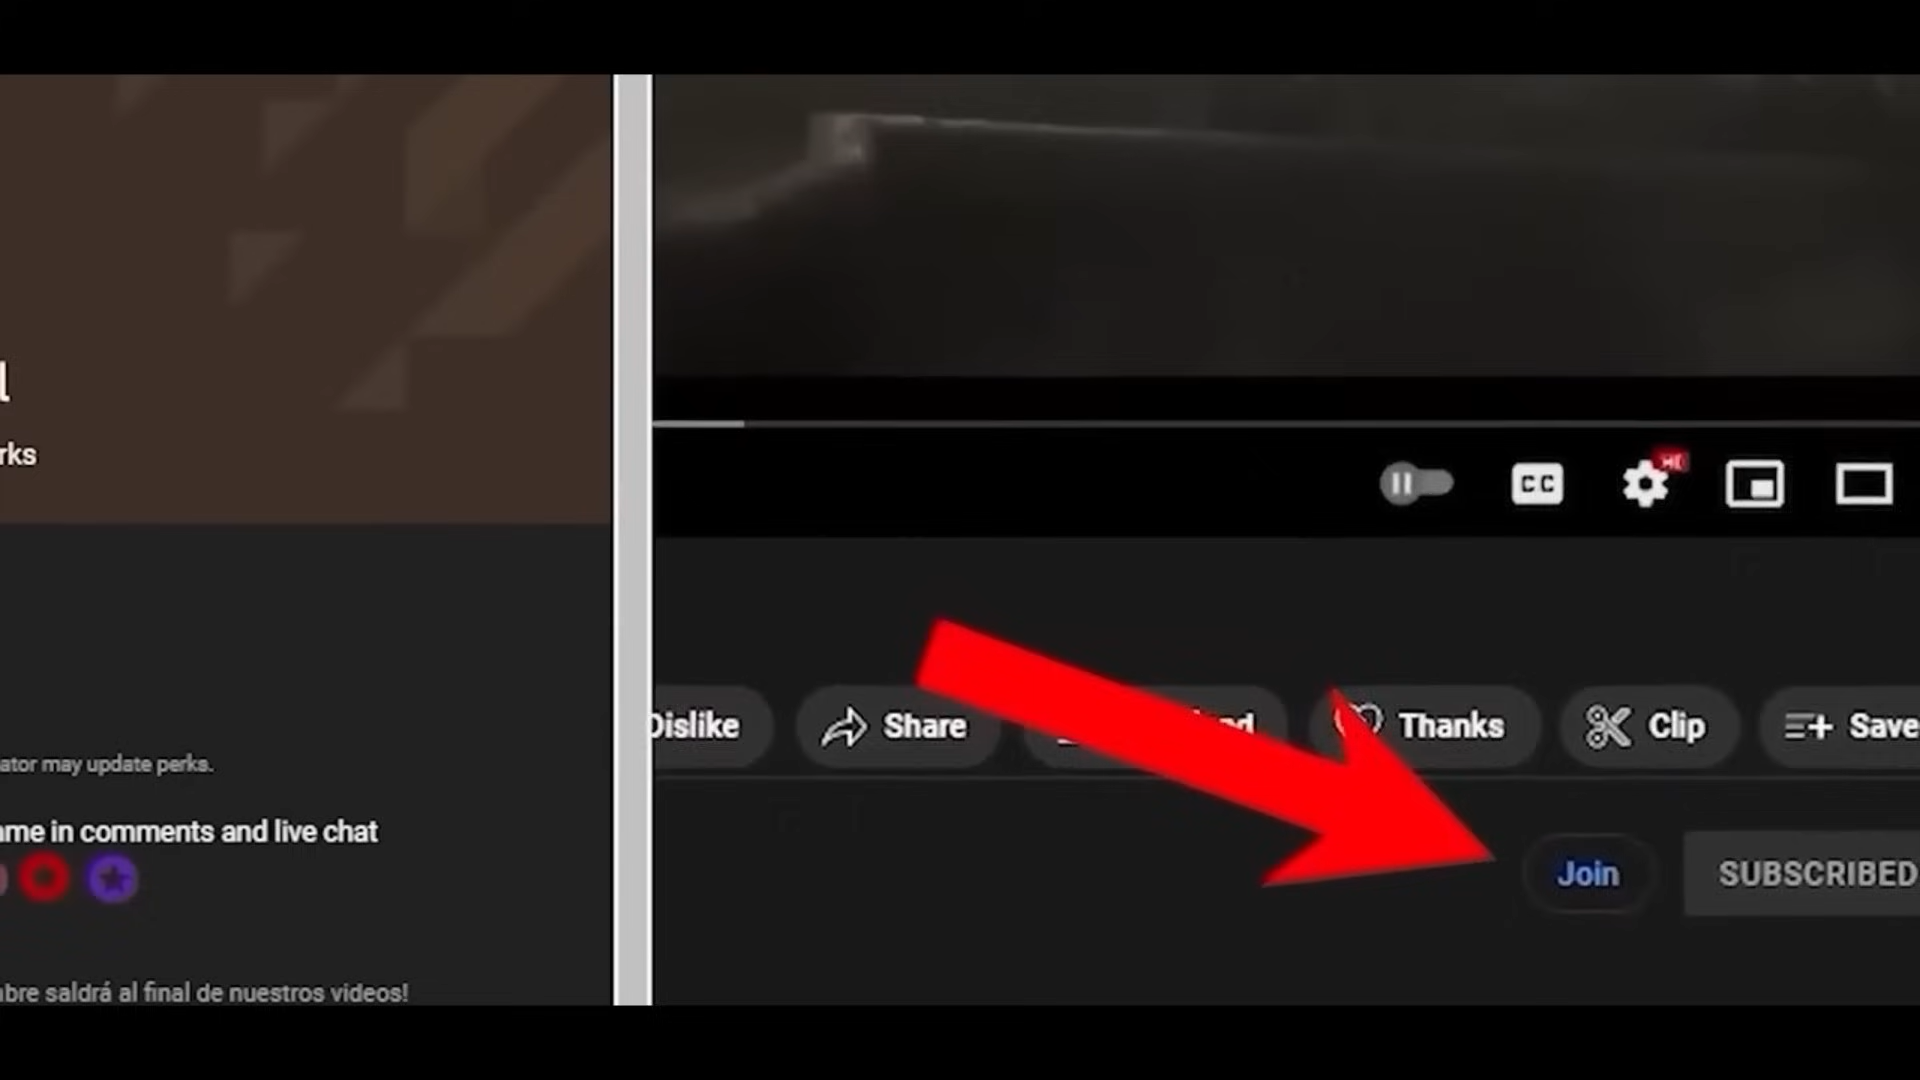 l
rks
ator may update perks.
ame in comments and live chat
bre saldrá al final de nuestros videos!
CC
HD
Dislike
Share
Thanks
Clip
Save
Join
SUBSCRIBED